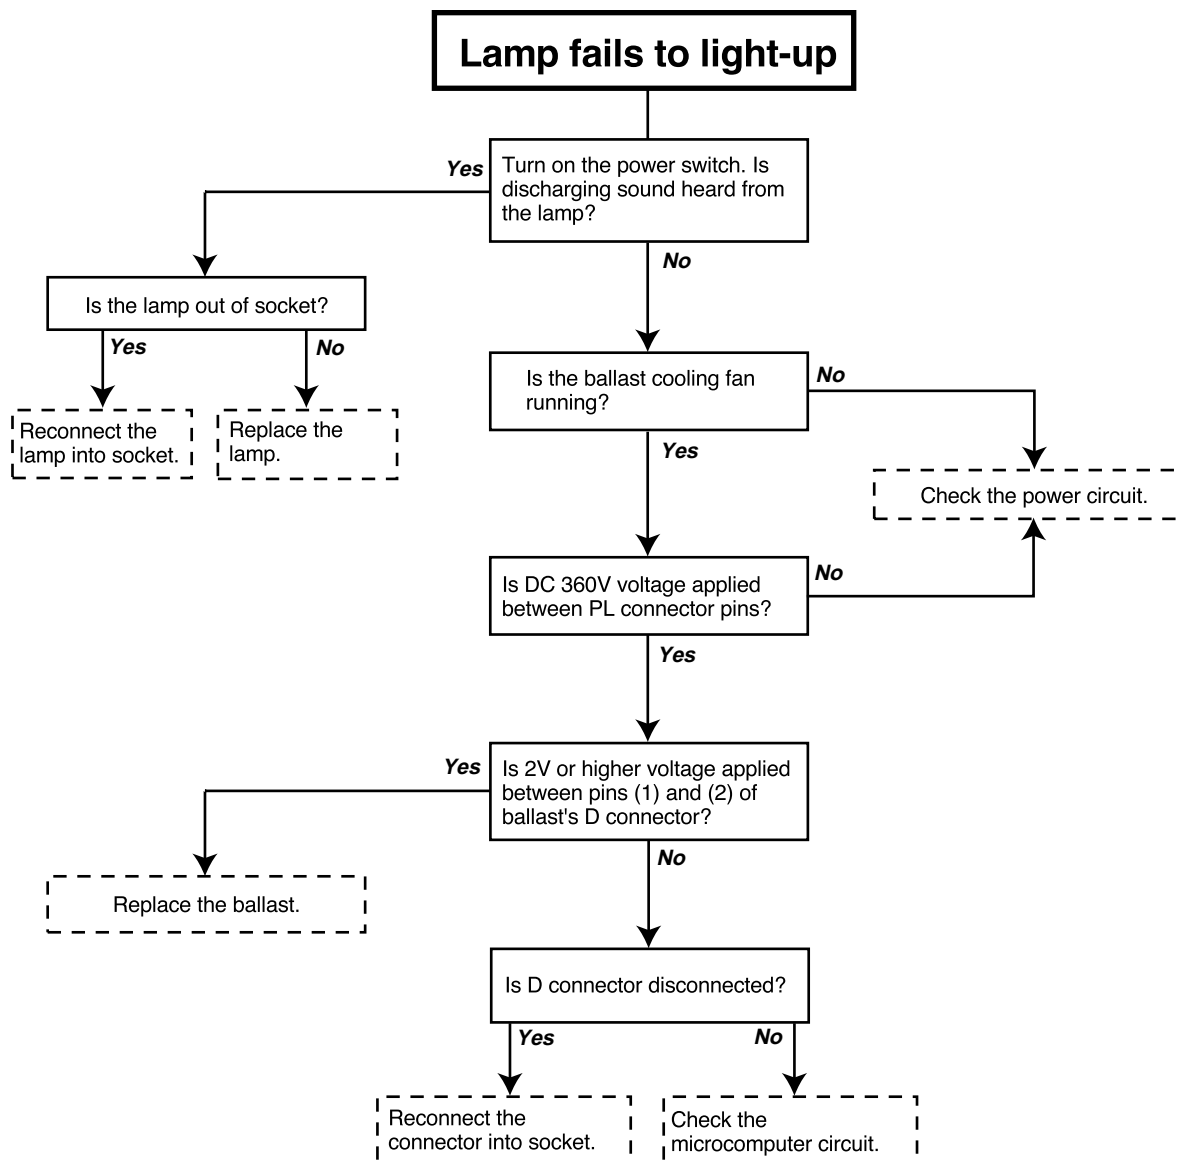 Lamp fails to light-up
Yes
Turn on the power switch. Is
discharging sound heard from
the lamp?
No
Is the lamp out of socket?
Yes
No
Reconnect the
lamp into socket.
Replace the
lamp.
Is the ballast cooling fan
running?
No
Yes
Check the power circuit.
Is DC 360V voltage applied
between PL connector pins?
No
Yes
Yes
Is 2V or higher voltage applied
between pins (1) and (2) of
ballast's D connector?
No
Replace the ballast.
Is D connector disconnected?
Yes
No
Reconnect the
connector into socket.
Check the
microcomputer circuit.